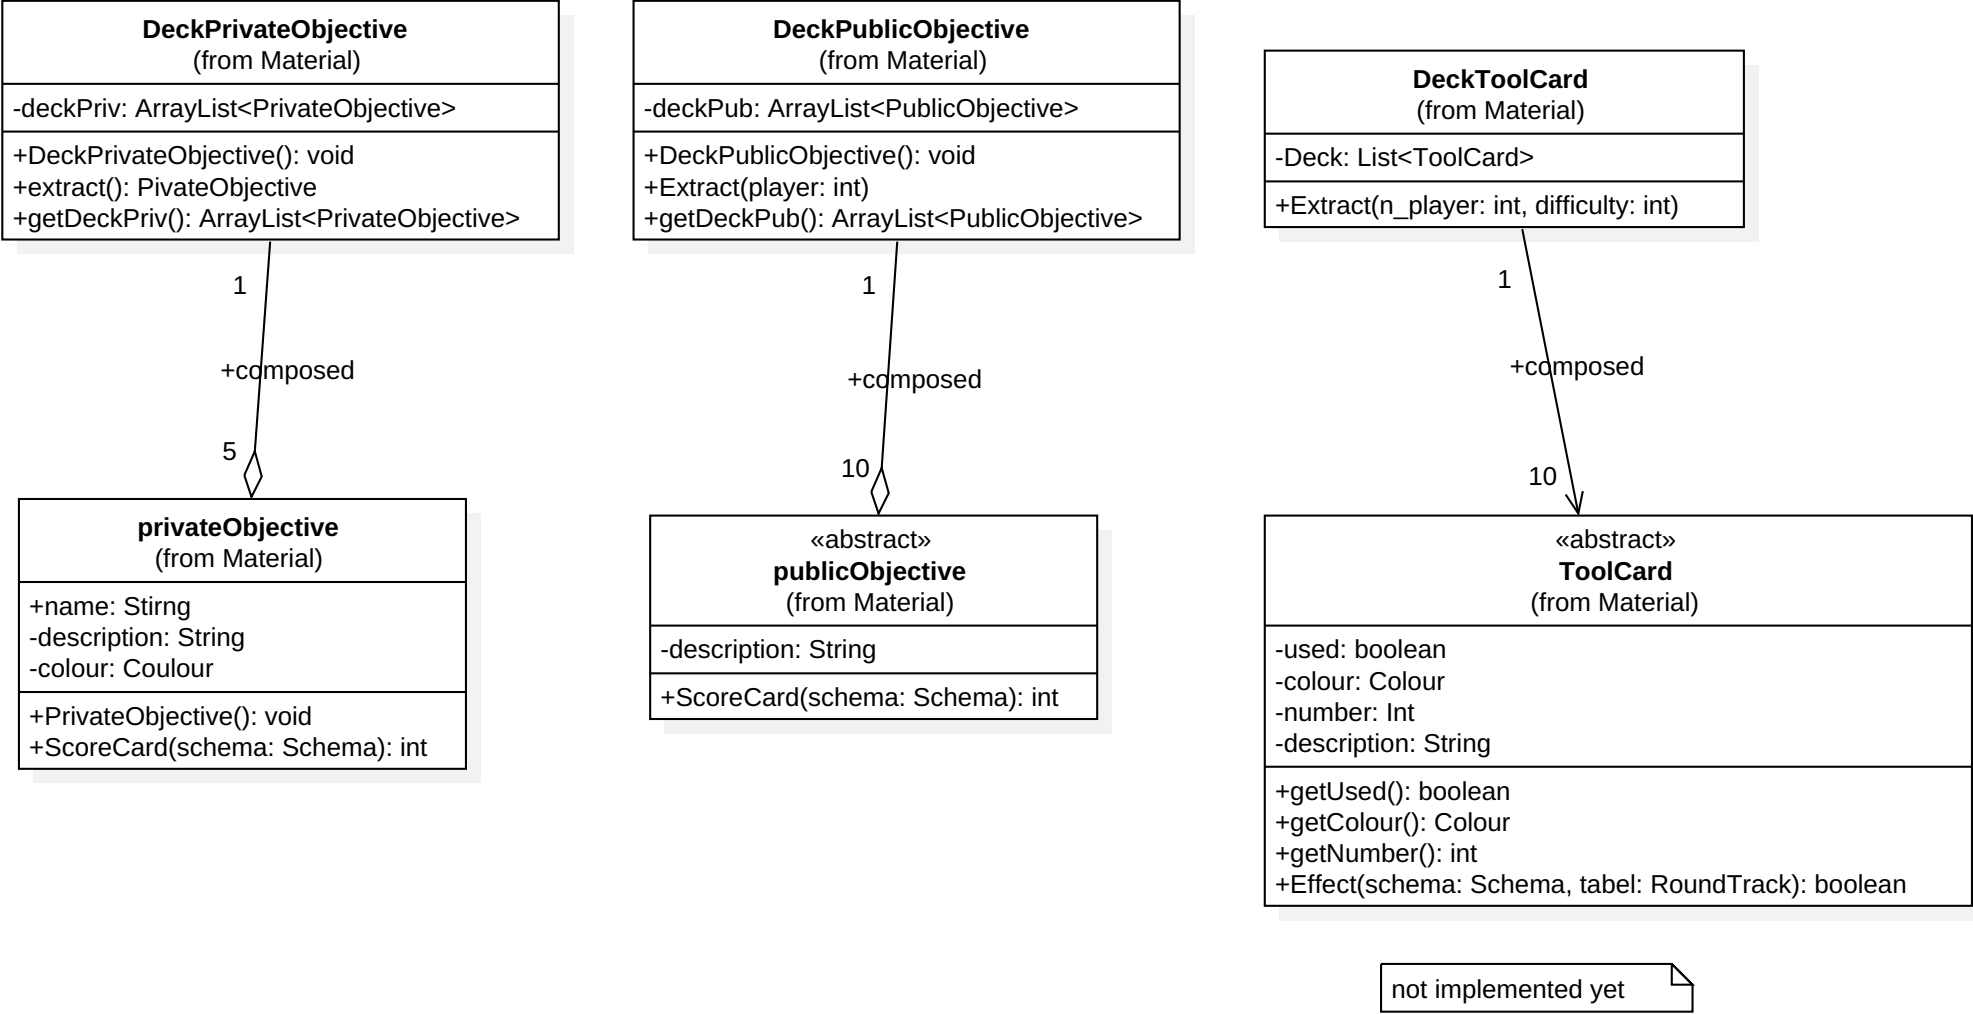 DeckPrivateObjective
(from Material)
-deckPriv: ArrayList<PrivateObjective>
+DeckPrivateObjective(): void
+extract(): PivateObjective
+getDeckPriv(): ArrayList<PrivateObjective>
1
+composed
5
privateObjective
(from Material)
+name: Stirng
-description: String
-colour: Coulour
+PrivateObjective(): void
+ScoreCard(schema: Schema): int
DeckPublicObjective
(from Material)
-deckPub: ArrayList<PublicObjective>
+DeckPublicObjective(): void
+Extract(player: int)
+getDeckPub(): ArrayList<PublicObjective>
1
+composed
10
«abstract»
publicObjective
(from Material)
-description: String
+ScoreCard(schema: Schema): int
DeckToolCard
(from Material)
-Deck: List<ToolCard>
+Extract(n_player: int, difficulty: int)
1
+composed
10
«abstract»
ToolCard
(from Material)
-used: boolean
-colour: Colour
-number: Int
-description: String
+getUsed(): boolean
+getColour(): Colour
+getNumber(): int
+Effect(schema: Schema, tabel: RoundTrack): boolean
not implemented yet